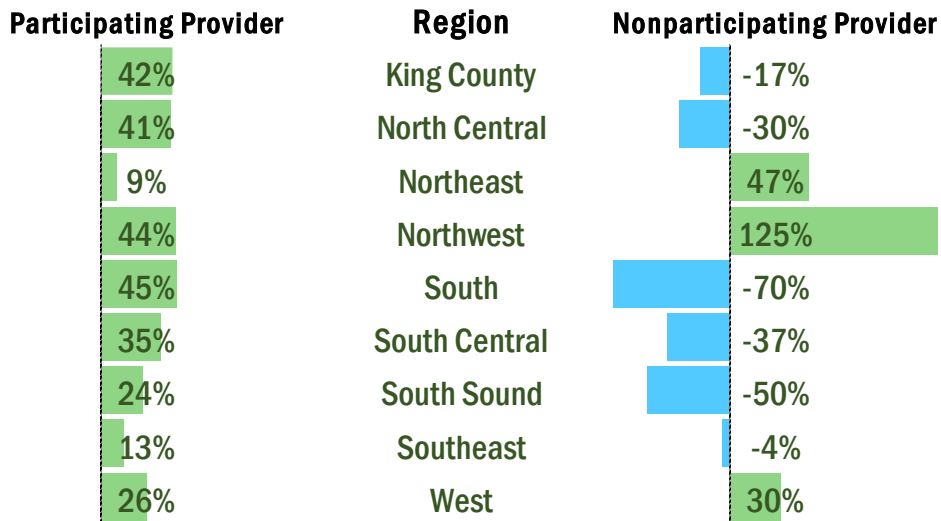 Participating Provider Region Nonparticipating Provider
42% King County -17%
41% North Central -30%
9% Northeast 47%
44% Northwest 125%
45% South -70%
35% South Central -37%
24% South Sound -50%
13% Southeast -4%
26% West 30%